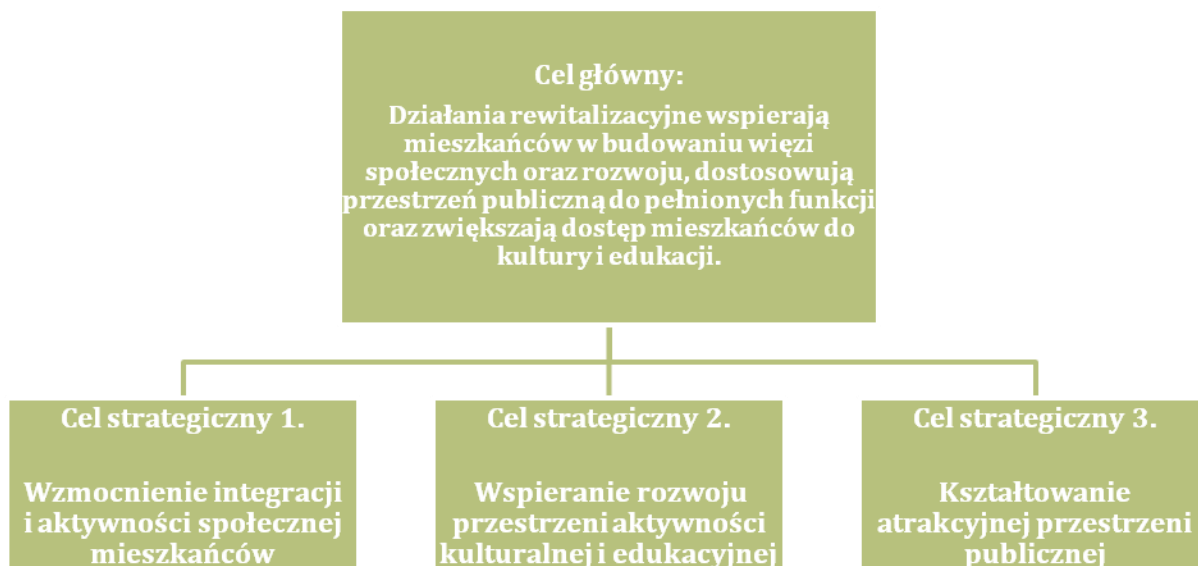 Cel główny:
Działania rewitalizacyjne wspierają
mieszkańców w budowaniu więzi
społecznych oraz rozwoju, dostosowują
przestrzeń publiczną do pełnionych funkcji
oraz zwiększają dostęp mieszkańców do
kultury i edukacji.
Cel strategiczny 1.
Wzmocnienie integracji
i aktywności społecznej
mieszkańców
Cel strategiczny 2.
Wspieranie rozwoju
przestrzeni aktywności
kulturalnej i edukacyjnej
Cel strategiczny 3.
Kształtowanie
atrakcyjnej przestrzeni
publicznej